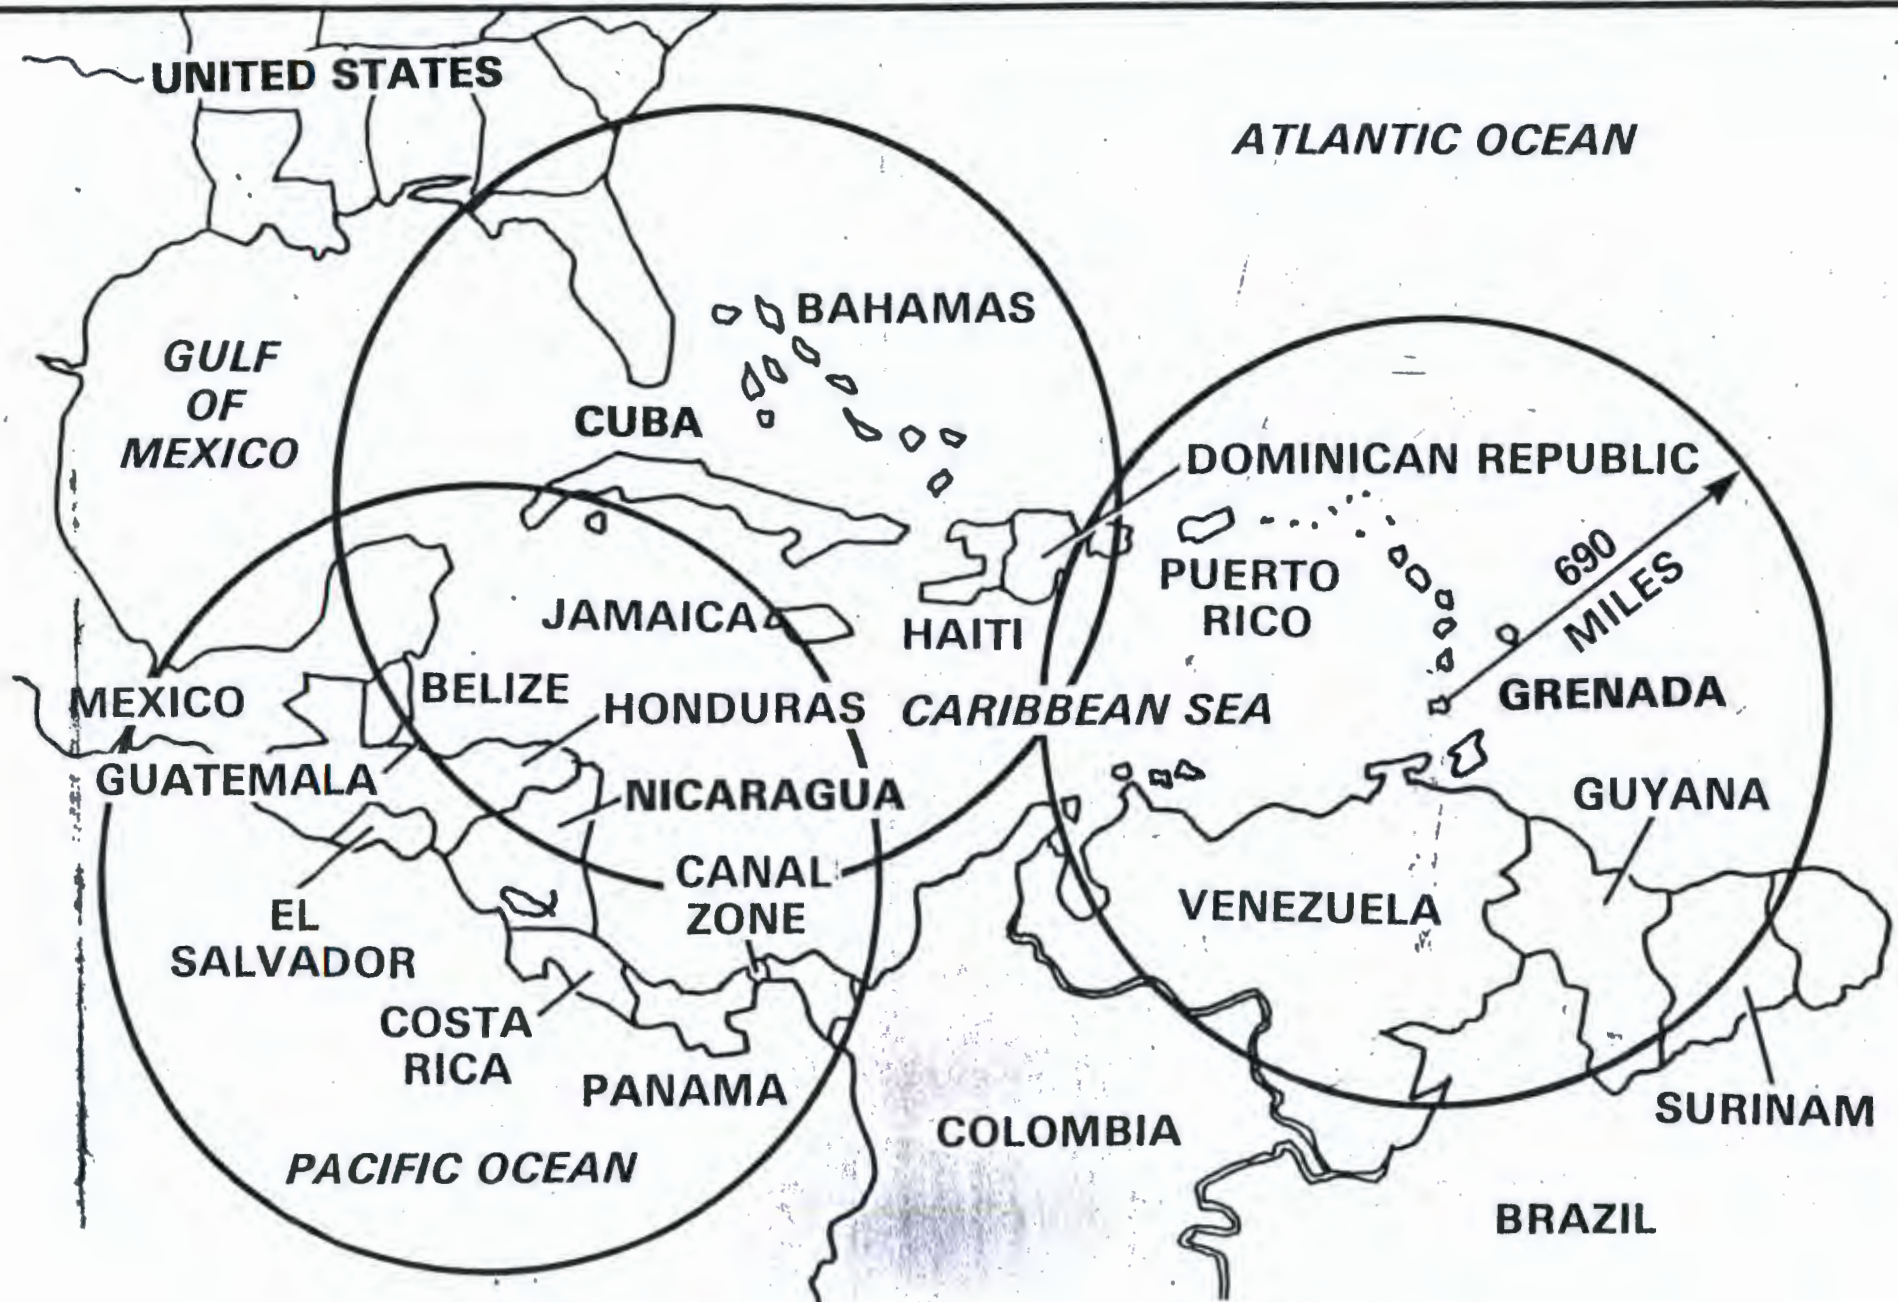 UNITED STATES
ATLANTIC OCEAN
BAHAMAS
GULF
OF
MEXICO
CUBA
DOMINICAN REPUBLIC
690
MILES
PUERTO
RICO
JAMAICA
HAITI
MEXICO
BELIZE
HONDURAS
CARIBBEAN SEA
GRENADA
GUATEMALA
NICARAGUA
GUYANA
CANAL
ZONE
VENEZUELA
EL
SALVADOR
COSTA
RICA
PANAMA
COLOMBIA
SURINAM
PACIFIC OCEAN
BRAZIL